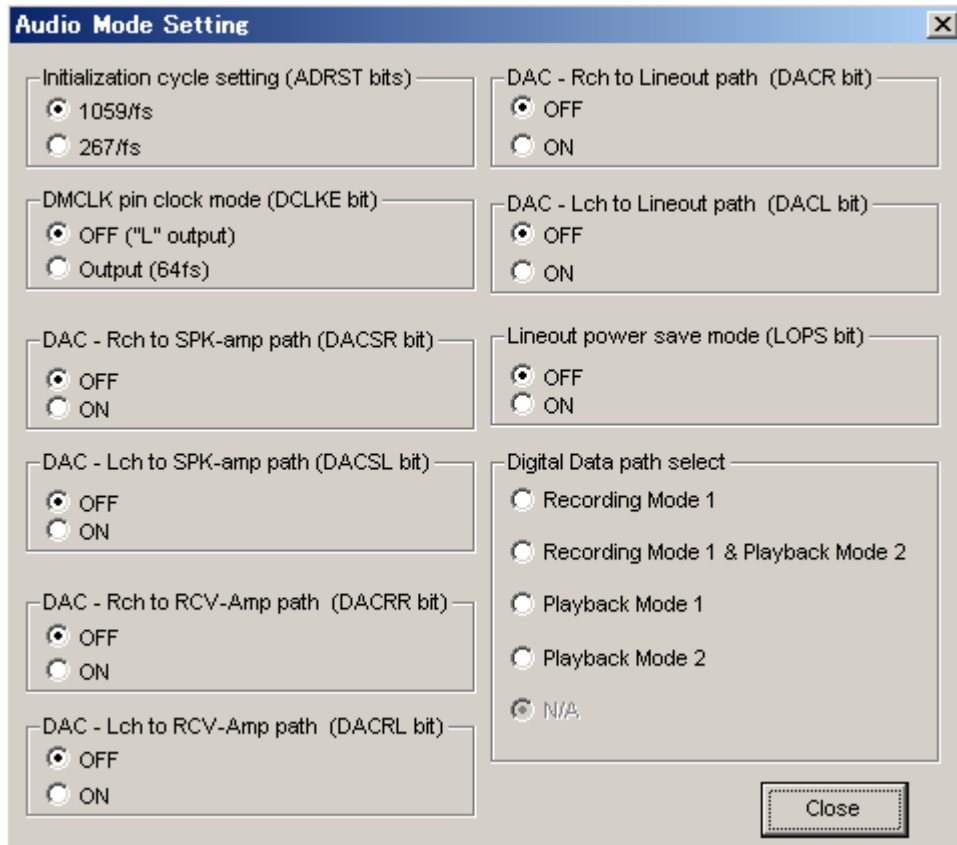 Audio Mode Setting
Initialization cycle setting (ADRST bits)
1059/fs
267/fs
DMCLK pin clock mode (DCLKE bit)
OFF ("L" output)
Output (64fs)
DAC - Rch to SPK-amp path (DACSR bit)
OFF
ON
DAC - Lch to SPK-amp path (DACSL bit)
OFF
ON
DAC - Rch to RCV-Amp path (DACRR bit)
OFF
ON
DAC - Lch to RCV-Amp path (DACRL bit)
OFF
ON
DAC - Rch to Lineout path (DACR bit)
OFF
ON
DAC - Lch to Lineout path (DACL bit)
OFF
ON
Lineout power save mode (LOPS bit)
OFF
ON
Digital Data path select
Recording Mode 1
Recording Mode 1 & Playback Mode 2
Playback Mode 1
Playback Mode 2
N/A
Close